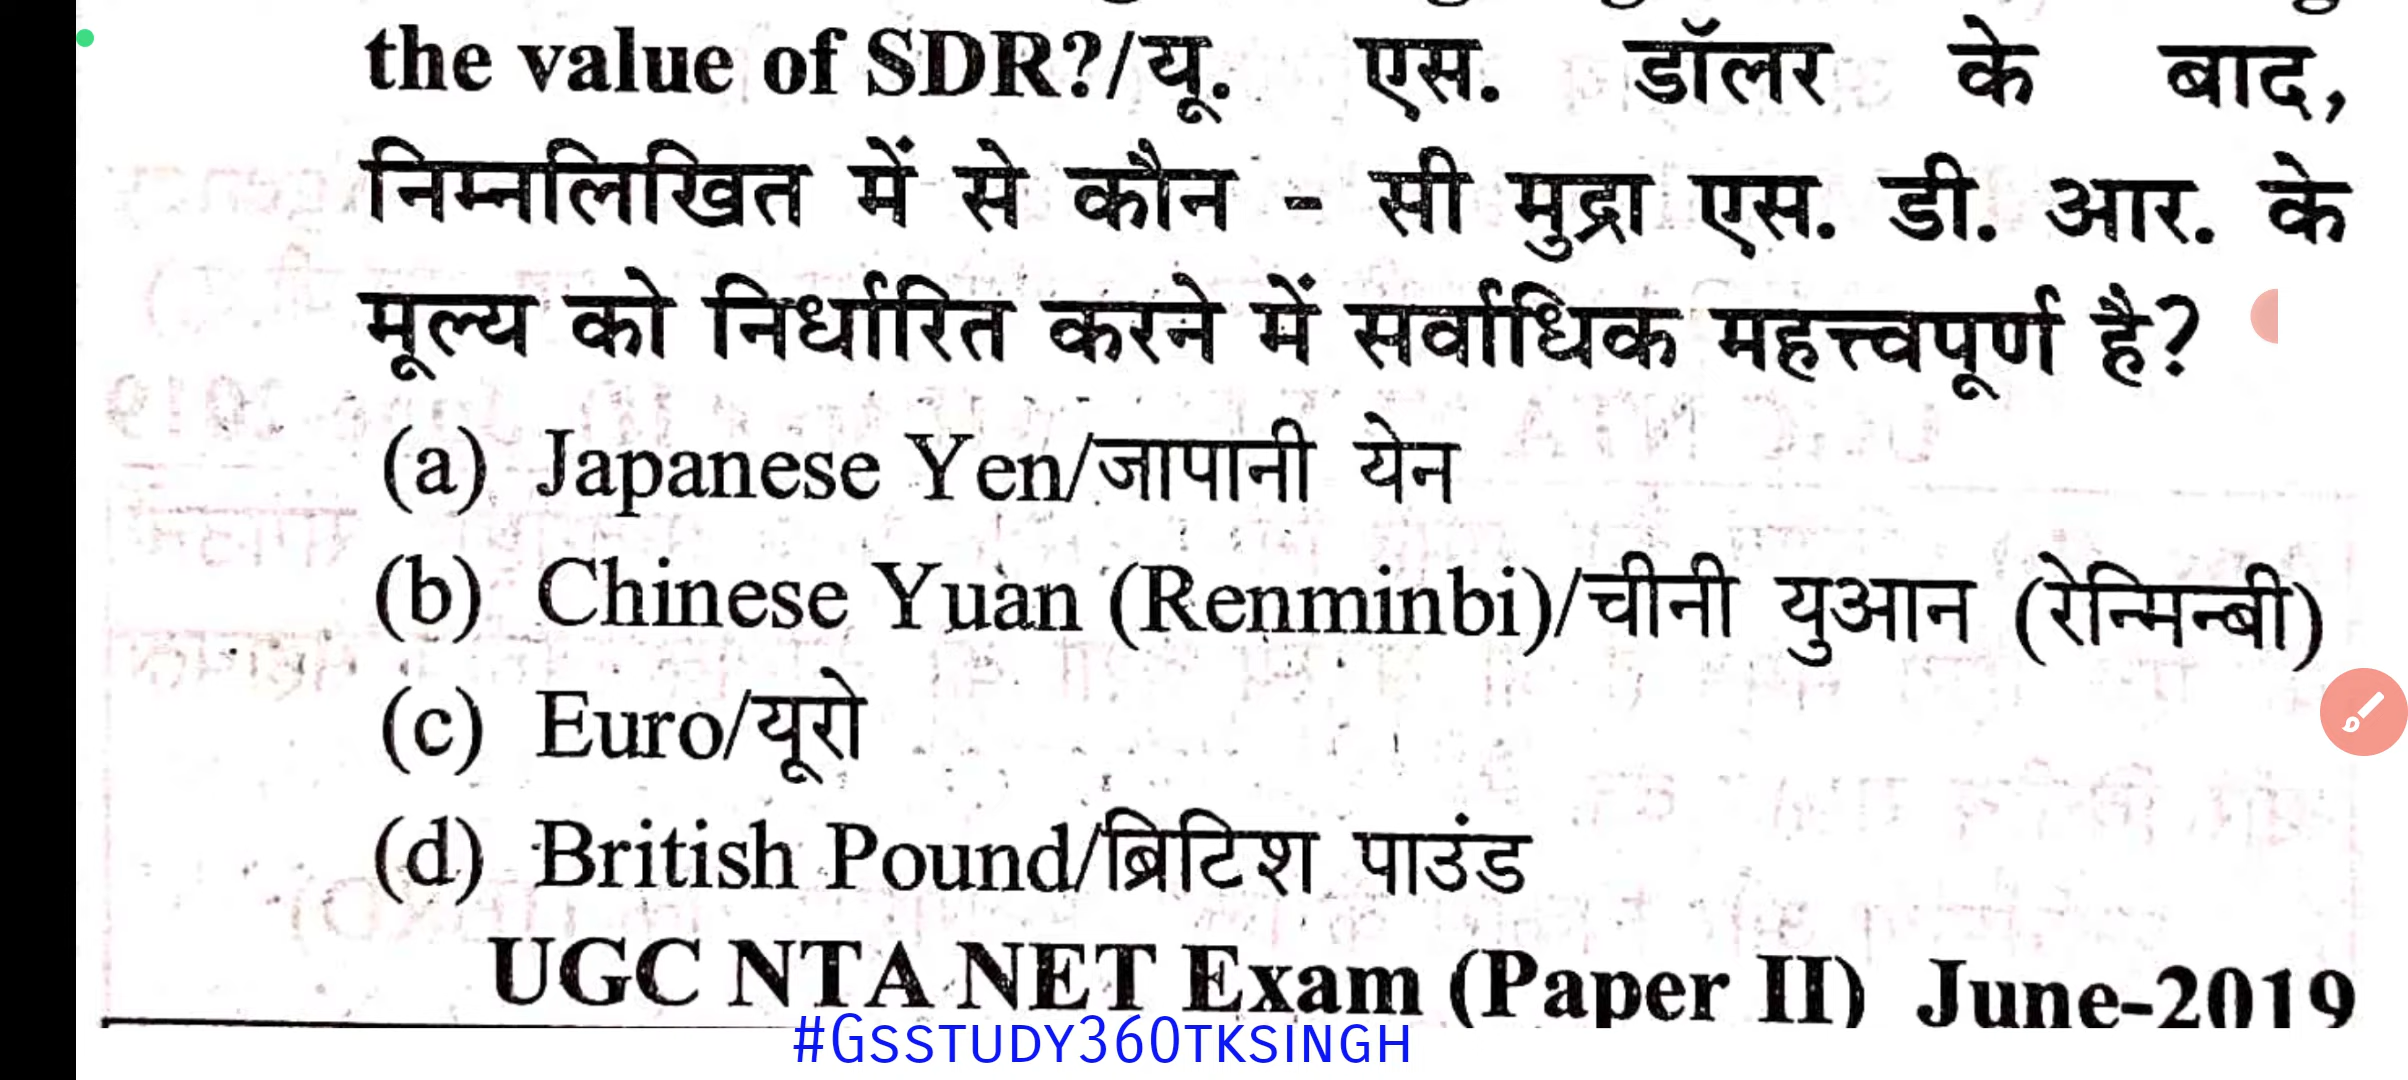 the value of SDR?/यू. एस. डॉलर के बाद,
निम्नलिखित में से कौन - सी मुद्रा एस. डी. आर. के
मूल्य को निर्धारित करने में सर्वाधिक महत्त्वपूर्ण है?
(a) Japanese Yen/जापानी येन
(b) Chinese Yuan (Renminbi)/चीनी युआन (रेन्मिन्बी)
(c) Euro/यूरो
(d) British Pound/ब्रिटिश पाउंड
UGC NTA NET Exam (Paper II) June-2019
#GSSTUDY360TKSINGH